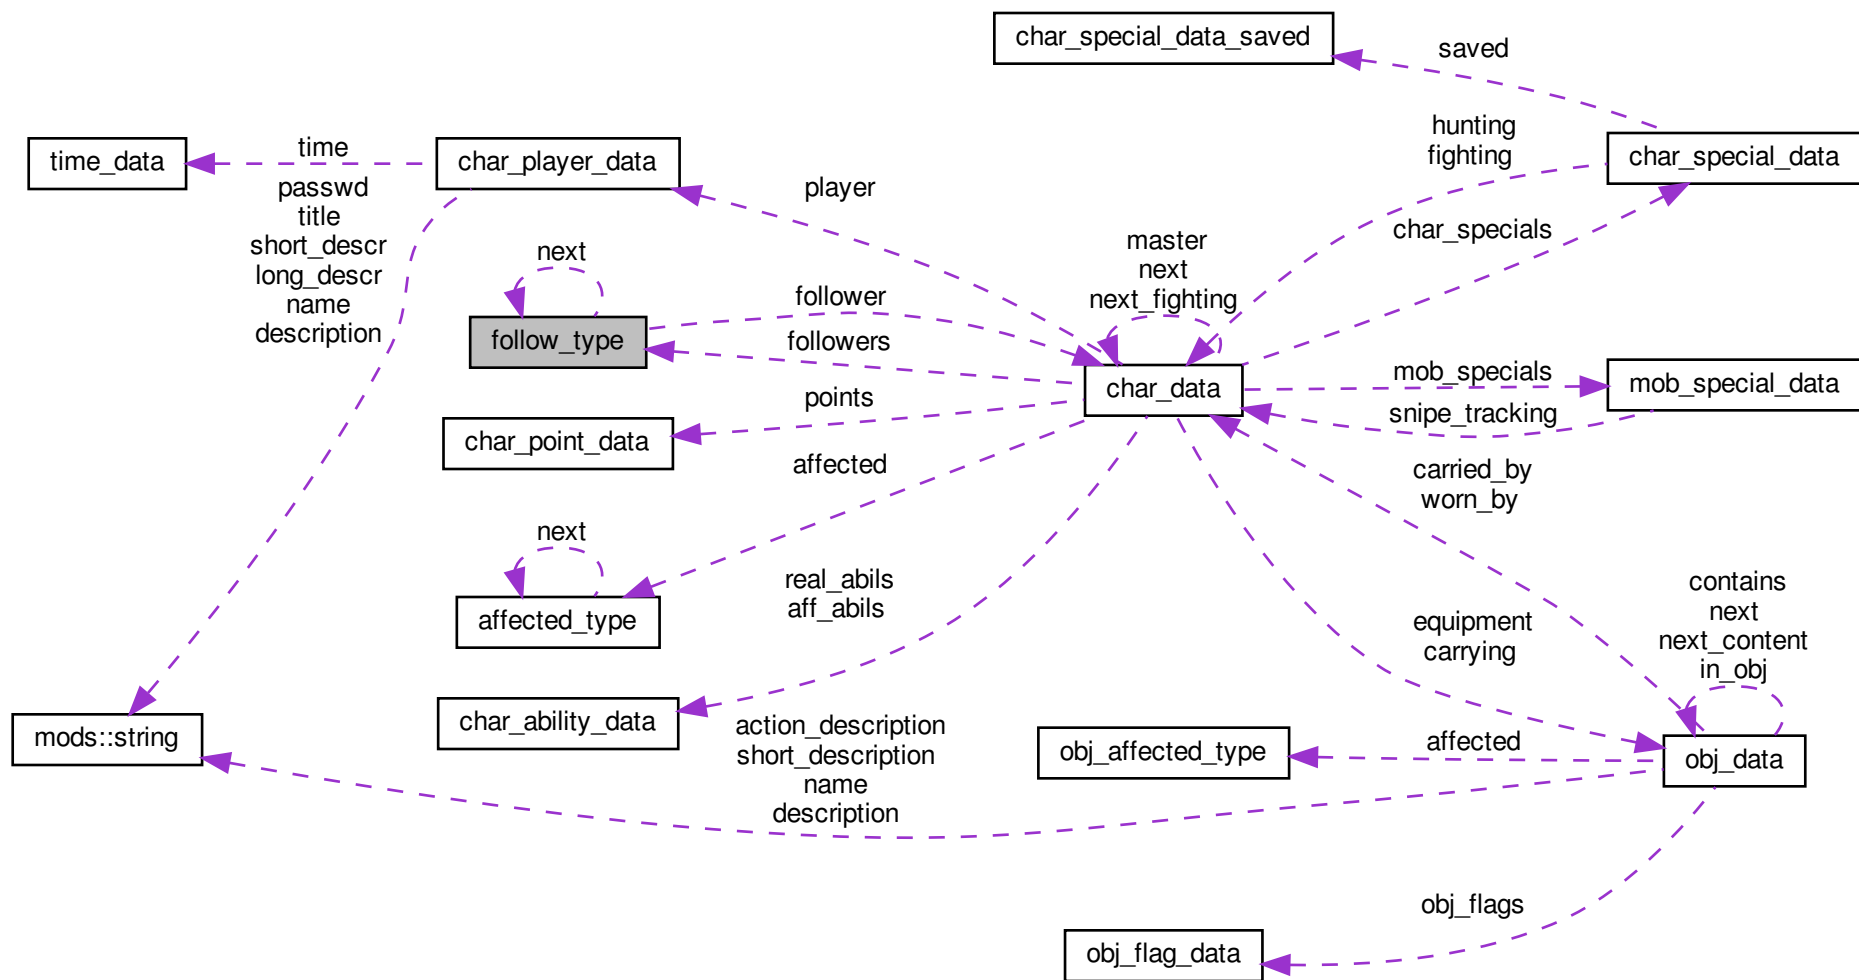 char_special_data_saved
saved
hunting
fighting
char_special_data
time_data
time
char_player_data
passwd
title
short_descr
long_descr
name
description
player
char_specials
next
follower
followers
follow_type
master
next
next_fighting
char_data
mob_specials
mob_special_data
snipe_tracking
points
char_point_data
affected
carried_by
worn_by
next
affected_type
real_abils
aff_abils
equipment
carrying
contains
next
next_content
in_obj
char_ability_data
mods::string
action_description
short_description
name
description
obj_affected_type
affected
obj_data
obj_flags
obj_flag_data